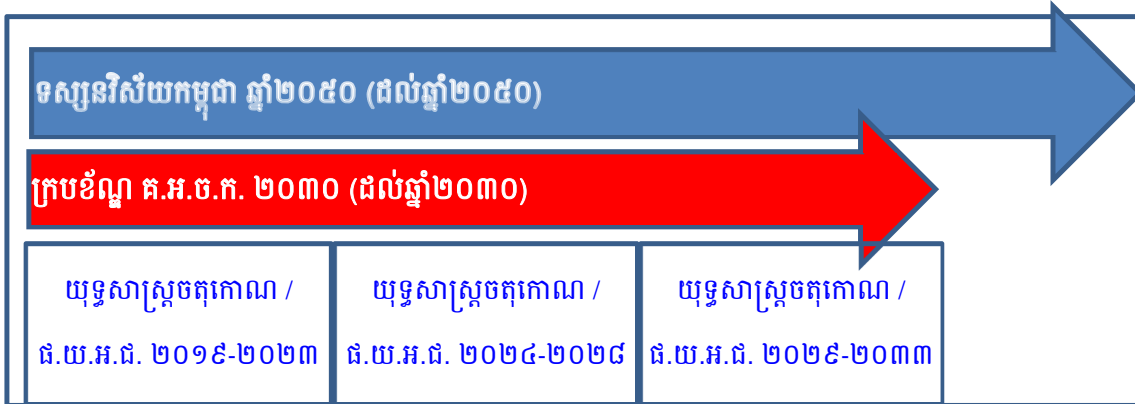 ទស្សនវិស័យកម្ពុជា ឆ្នាំ២០៥០ (ដល់ឆ្នាំ២០៥០)
ក្របខ័ណ្ឌ គ.អ.ច.ក. ២០៣០ (ដល់ឆ្នាំ២០៣០)
យុទ្ធសាស្ត្រចតុកោណ /
ផ.យ.អ.ជ. ២០១៩-២០២៣
យុទ្ធសាស្ត្រចតុកោណ /
ផ.យ.អ.ជ. ២០២៤-២០២៨
យុទ្ធសាស្ត្រចតុកោណ /
ផ.យ.អ.ជ. ២០២៩-២០៣៣